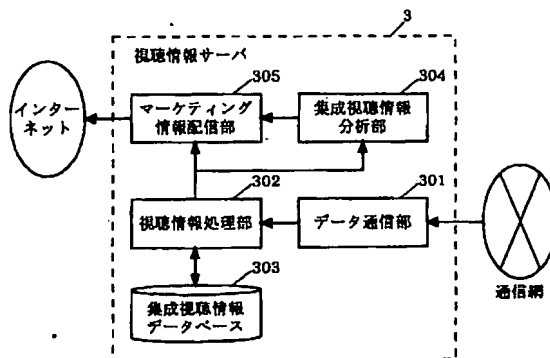 3
視聴情報サーバ
305
304
インター
ネット
マーケティング
情報配信部
集成視聴情報
分析部
302
301
視聴情報処理部
データ通信部
303
集成視聴情報
データベース
通信網